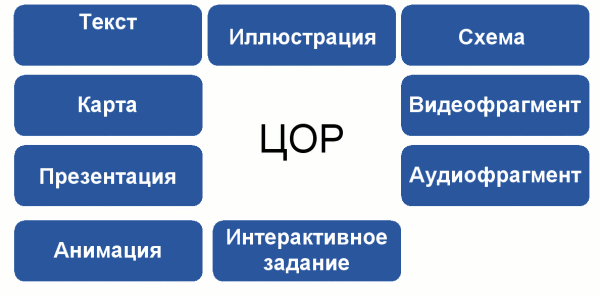 Текст
Иллюстрация
Схема
Карта
ЦОР
Видеофрагмент
Презентация
Аудиофрагмент
Анимация
Интерактивное
задание